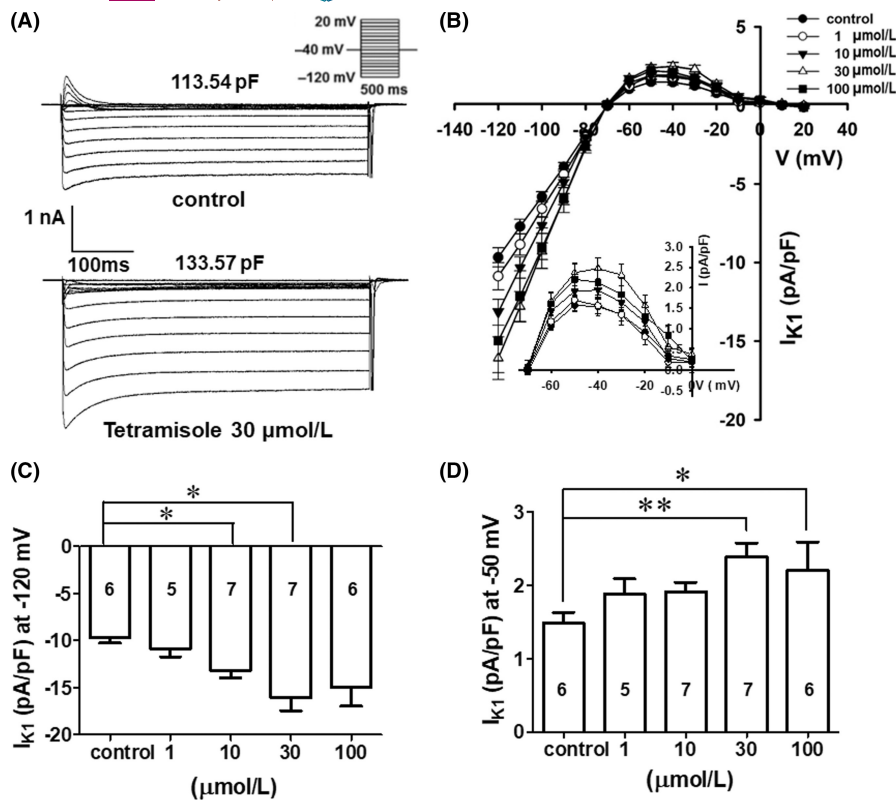 (A)
20 mV
−40 mV
−120 mV
500 ms
113.54 pF
control
1 nA
100ms
133.57 pF
Tetramisole 30 µmol/L
(B)
control
1 µmol/L
10 µmol/L
30 µmol/L
100 µmol/L
5
0
-140 -120 -100 -80 -60 -40 -20 0 20 40
V (mV)
-5
-10
-15
-20
IK1 (pA/pF)
3.0
2.5
2.0
1.5
1.0
0.0
-0.5
I (pA/pF)
-60 -40 -20 0V ( mV)
(C)
* 
*
IK1 (pA/pF) at -120 mV
0
-5
-10
-15
-20
6 5 7 7 6
control 1 10 30 100
(µmol/L)
(D)
*
**
IK1 (pA/pF) at -50 mV
3
2
1
0
6 5 7 7 6
control 1 10 30 100
(µmol/L)